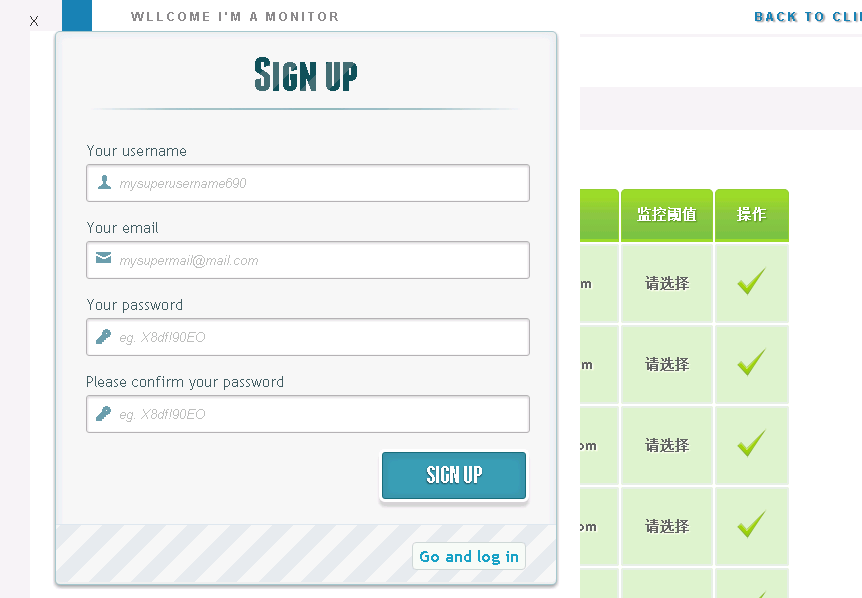 X
WLLCOME I'M A MONITOR
BACK TO CLI
Sign up
Your username
mysuperusername690
Your email
mysupermail@mail.com
Your password
eg. X8df!90EO
Please confirm your password
eg. X8df!90EO
SIGN UP
Go and log in
监控阈值 操作
m 请选择
m 请选择
om 请选择
om 请选择